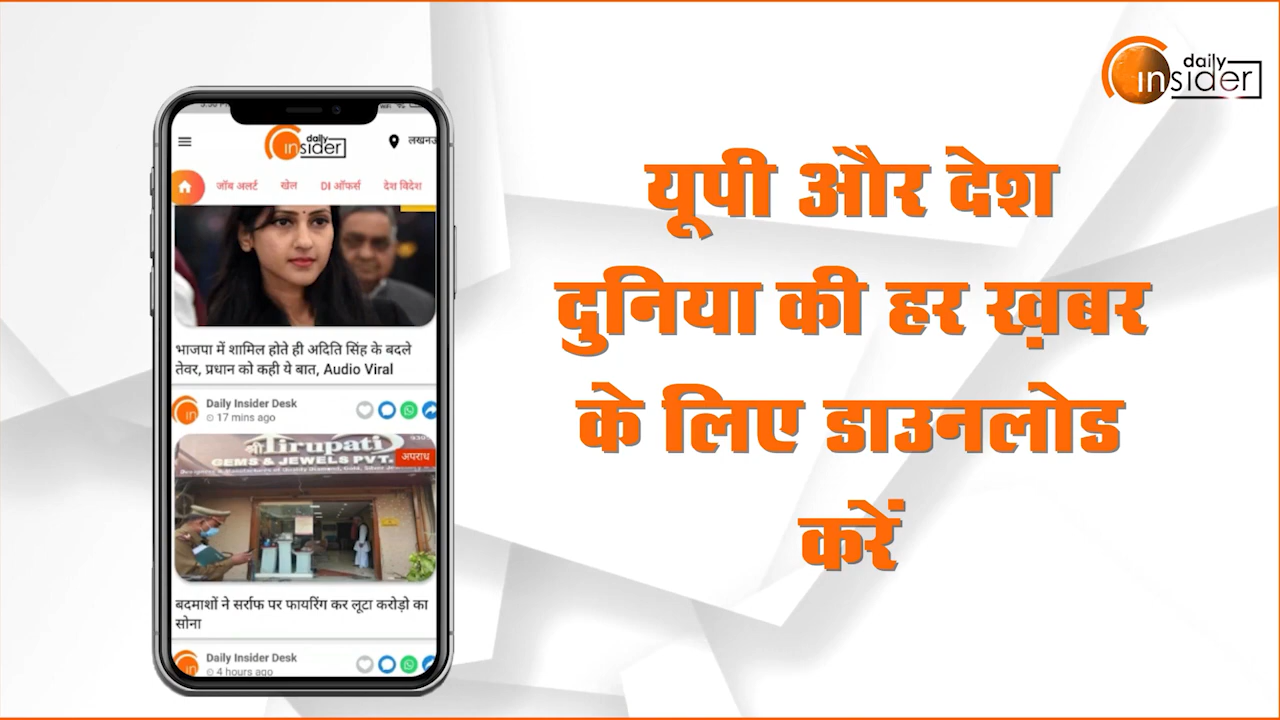 daily
insider
यूपी और देश
दुनिया की हर ख़बर
के लिए डाउनलोड
करें
daily
insider
लखनऊ
जॉब अलर्ट खेल DI ऑफर्स देश विदेश
भाजपा में शामिल होते ही अदिति सिंह के बदले
तेवर, प्रधान को कही ये बात, Audio Viral
Daily Insider Desk
17 mins ago
श्री Tirupati
GEMS & JEWELS PVT.
अपराध
बदमाशों ने सर्राफ पर फायरिंग कर लूटा करोड़ो का
सोना
Daily Insider Desk
4 hours ago